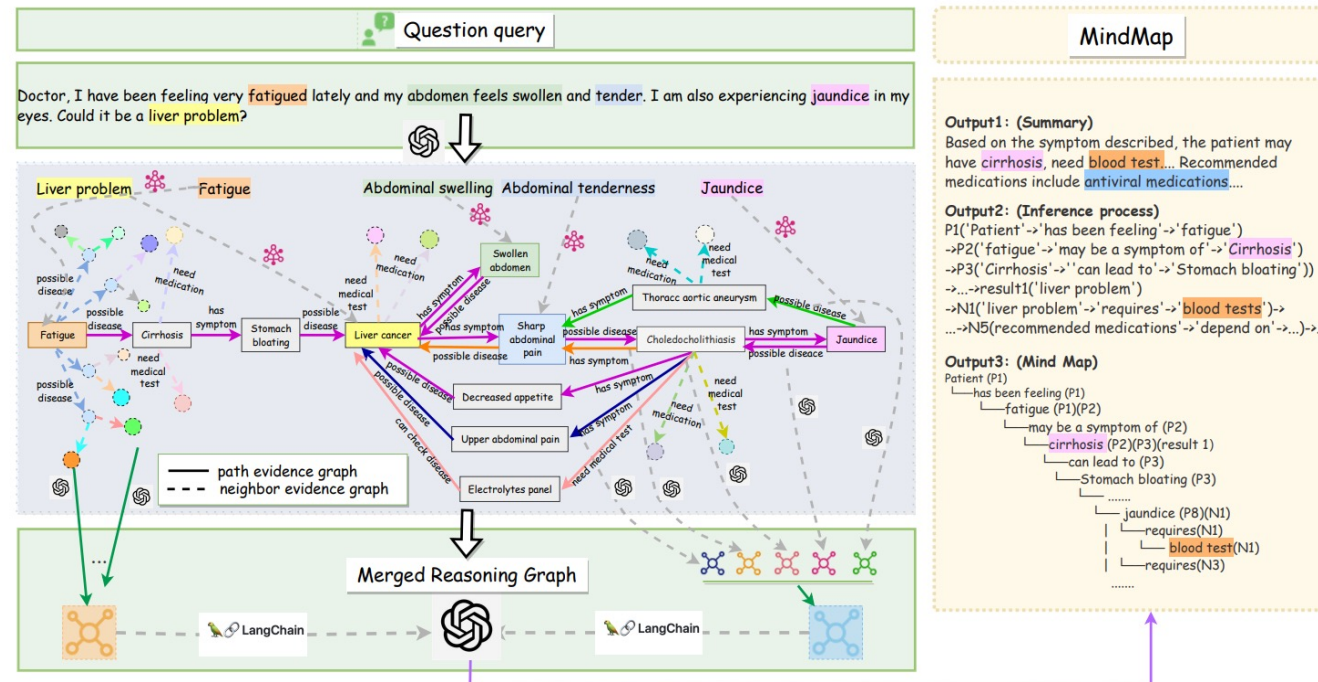 Question query
MindMap
Doctor, I have been feeling very fatigued lately and my abdomen feels swollen and tender. I am also experiencing jaundice in my
eyes. Could it be a liver problem?
Liver problem
Fatigue
Abdominal swelling
Abdominal tenderness
Jaundice
possible disease
need medication
need medical test
has symptom
possible disease
Swollen abdomen
need medication
need medical test
Thoracc aortic aneurysm
has symptom
possible disease
Fatigue
possible disease
Cirrhosis
has symptom
Stomach bloating
possible disease
Liver cancer
has symptom
possible disease
Sharp abdominal pain
possible disease
has symptom
Choledocholithiasis
has symptom
possible disease
Jaundice
possible disease
need medical test
possible disease
Decreased appetite
has symptom
possible disease
Upper abdominal pain
has symptom
can check disease
Electrolytes panel
need medical test
need medication
need medical test
path evidence graph
neighbor evidence graph
...
Merged Reasoning Graph
LangChain
LangChain
Output1: (Summary)
Based on the symptom described, the patient may
have cirrhosis, need blood test.... Recommended
medications include antiviral medications....
Output2: (Inference process)
P1('Patient'->'has been feeling'->'fatigue')
->P2('fatigue'->'may be a symptom of'->'Cirrhosis')
->P3('Cirrhosis'->''can lead to'->'Stomach bloating'))
->...->result1('liver problem')
->N1('liver problem'->'requires'->'blood tests')->
...->N5(recommended medications'->'depend on'->...)->..
Output3: (Mind Map)
Patient (P1)
has been feeling (P1)
fatigue (P1)(P2)
may be a symptom of (P2)
cirrhosis (P2)(P3)(result 1)
can lead to (P3)
Stomach bloating (P3)
.......
jaundice (P8)(N1)
requires(N1)
blood test(N1)
requires(N3)
.......